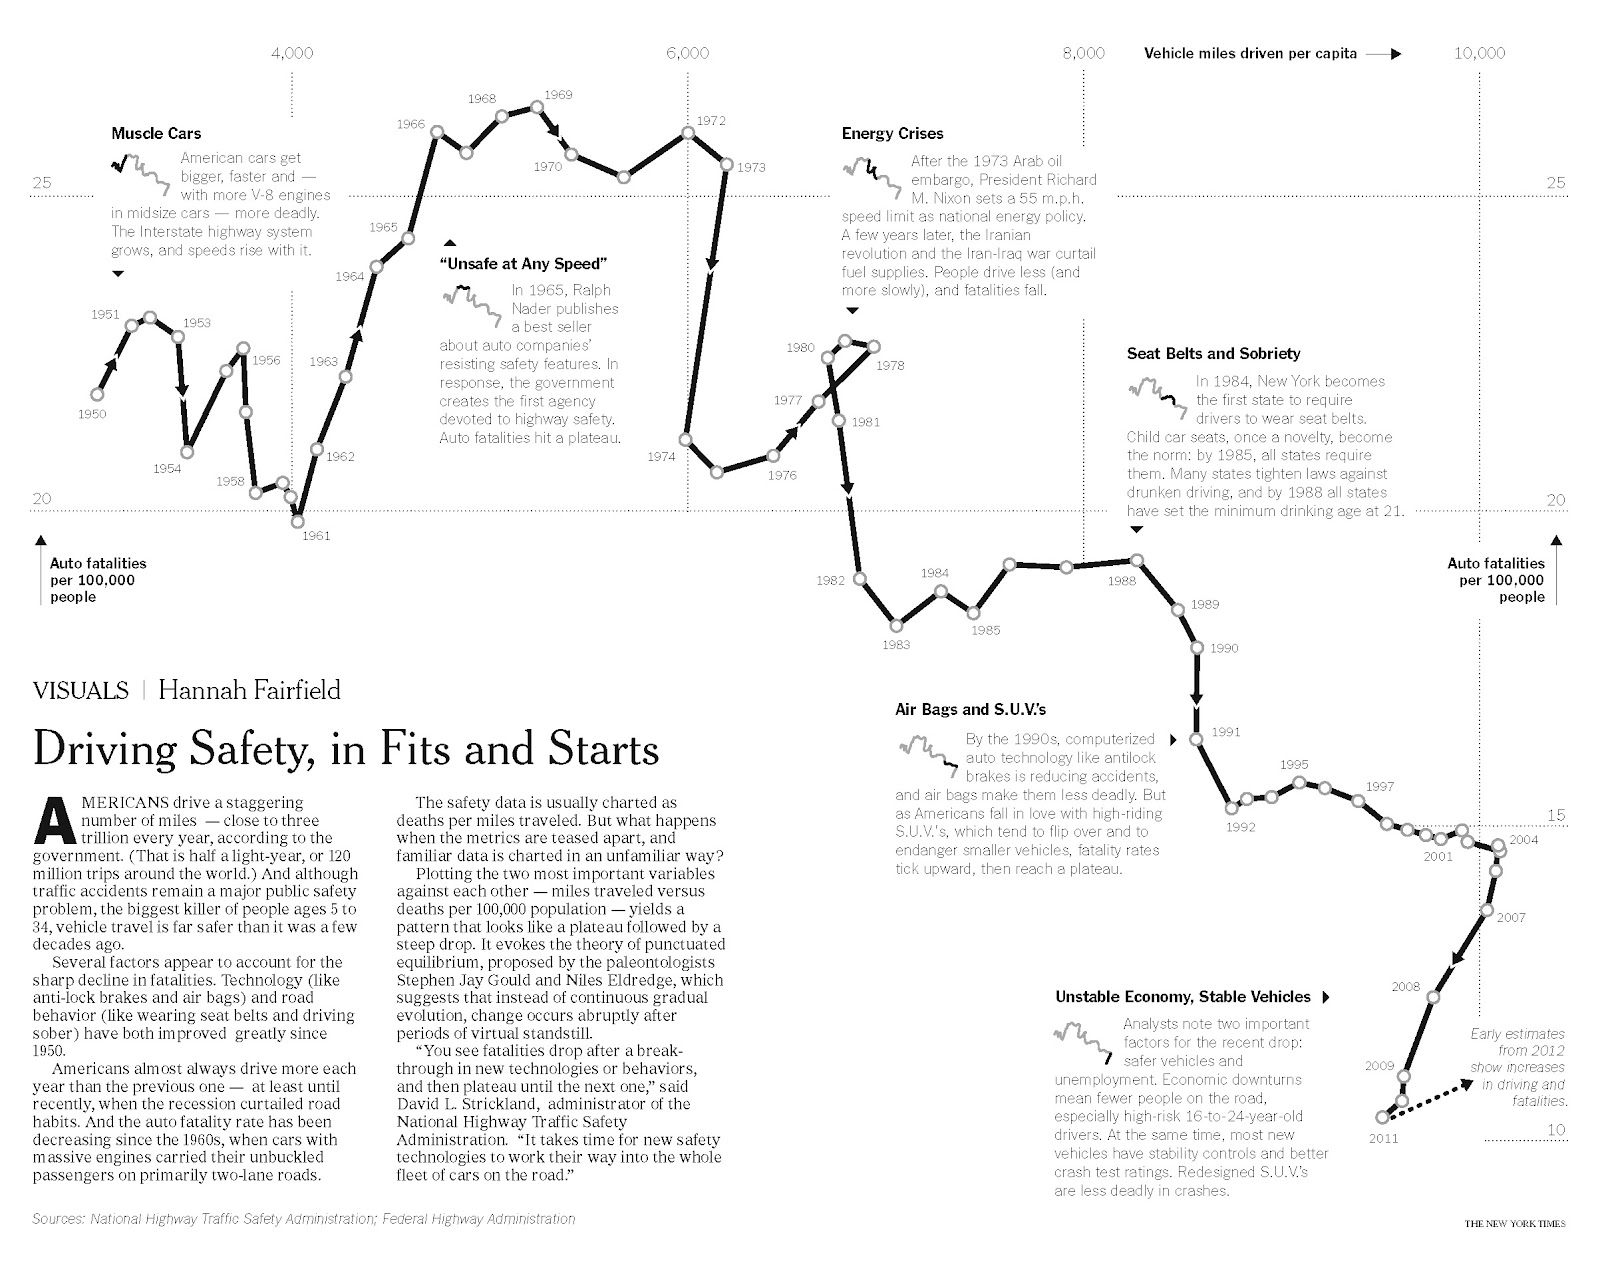 4,000
6,000
8,000
Vehicle miles driven per capita
10,000
25
25
20
20
15
10
Auto fatalities
per 100,000
people
Auto fatalities
per 100,000
people
Muscle Cars
American cars get
bigger, faster and —
with more V-8 engines
in midsize cars — more deadly.
The Interstate highway system
grows, and speeds rise with it.
"Unsafe at Any Speed"
In 1965, Ralph
Nader publishes
a best seller
about auto companies'
resisting safety features. In
response, the government
creates the first agency
devoted to highway safety.
Auto fatalities hit a plateau.
Energy Crises
After the 1973 Arab oil
embargo, President Richard
M. Nixon sets a 55 m.p.h.
speed limit as national energy policy.
A few years later, the Iranian
revolution and the Iran-Iraq war curtail
fuel supplies. People drive less (and
more slowly), and fatalities fall.
Seat Belts and Sobriety
In 1984, New York becomes
the first state to require
drivers to wear seat belts.
Child car seats, once a novelty, become
the norm: by 1985, all states require
them. Many states tighten laws against
drunken driving, and by 1988 all states
have set the minimum drinking age at 21.
Air Bags and S.U.V.'s
By the 1990s, computerized
auto technology like antilock
brakes is reducing accidents,
and air bags make them less deadly. But
as Americans fall in love with high-riding
S.U.V.'s, which tend to flip over and to
endanger smaller vehicles, fatality rates
tick upward, then reach a plateau.
Unstable Economy, Stable Vehicles
Analysts note two important
factors for the recent drop:
safer vehicles and
unemployment. Economic downturns
mean fewer people on the road,
especially high-risk 16-to-24-year-old
drivers. At the same time, most new
vehicles have stability controls and better
crash test ratings. Redesigned S.U.V.'s
are less deadly in crashes.
Early estimates
from 2012
show increases
in driving and
fatalities.
1950
1951
1953
1954
1956
1958
1961
1962
1963
1964
1965
1966
1968
1969
1970
1972
1973
1974
1976
1977
1978
1980
1981
1982
1983
1984
1985
1988
1989
1990
1991
1992
1995
1997
2001
2004
2007
2008
2009
2011
VISUALS | Hannah Fairfield
Driving Safety, in Fits and Starts
AMERICANS drive a staggering
number of miles — close to three
trillion every year, according to the
government. (That is half a light-year, or 120
million trips around the world.) And although
traffic accidents remain a major public safety
problem, the biggest killer of people ages 5 to
34, vehicle travel is far safer than it was a few
decades ago.
Several factors appear to account for the
sharp decline in fatalities. Technology (like
anti-lock brakes and air bags) and road
behavior (like wearing seat belts and driving
sober) have both improved greatly since
1950.
Americans almost always drive more each
year than the previous one — at least until
recently, when the recession curtailed road
habits. And the auto fatality rate has been
decreasing since the 1960s, when cars with
massive engines carried their unbuckled
passengers on primarily two-lane roads.
The safety data is usually charted as
deaths per miles traveled. But what happens
when the metrics are teased apart, and
familiar data is charted in an unfamiliar way?
Plotting the two most important variables
against each other — miles traveled versus
deaths per 100,000 population — yields a
pattern that looks like a plateau followed by a
steep drop. It evokes the theory of punctuated
equilibrium, proposed by the paleontologists
Stephen Jay Gould and Niles Eldredge, which
suggests that instead of continuous gradual
evolution, change occurs abruptly after
periods of virtual standstill.
"You see fatalities drop after a break-
through in new technologies or behaviors,
and then plateau until the next one," said
David L. Strickland, administrator of the
National Highway Traffic Safety
Administration. "It takes time for new safety
technologies to work their way into the whole
fleet of cars on the road."
Sources: National Highway Traffic Safety Administration; Federal Highway Administration
THE NEW YORK TIMES